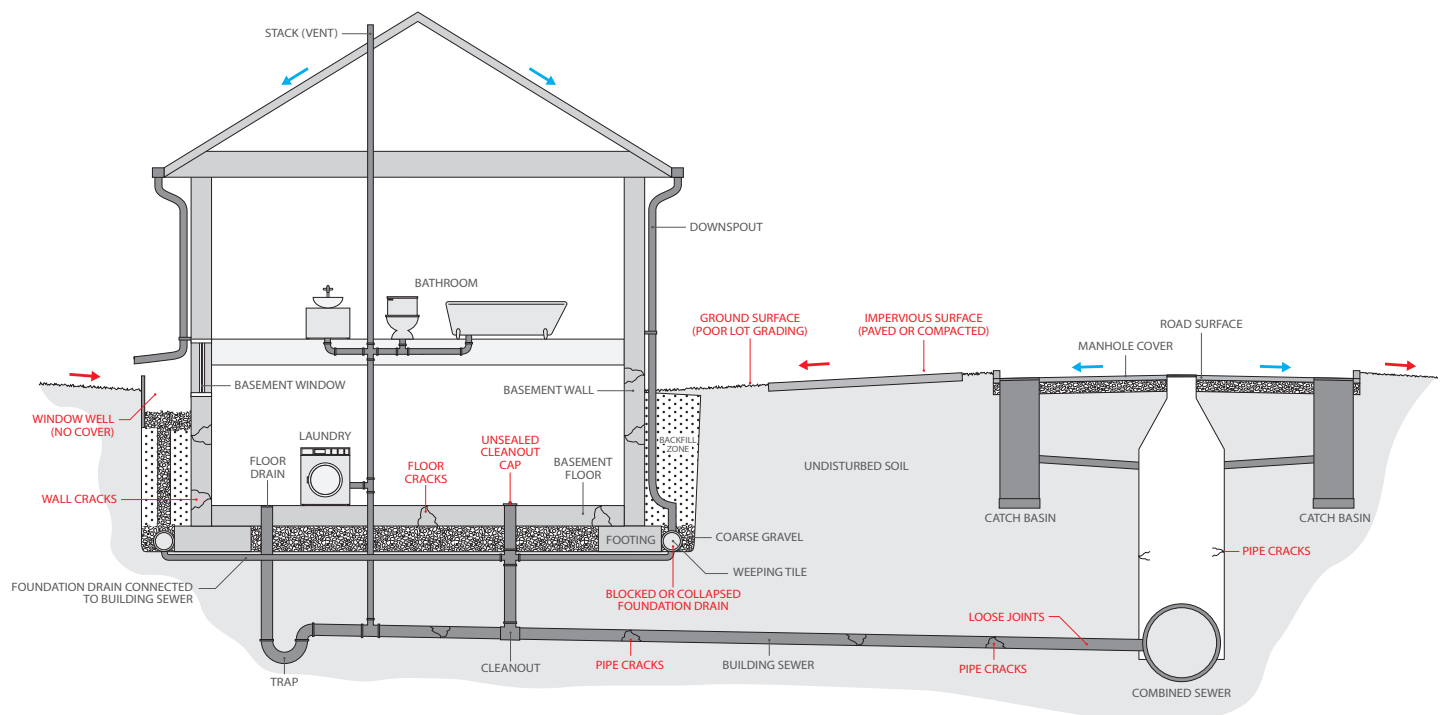 STACK (VENT)
DOWNSPOUT
BATHROOM
GROUND SURFACE
(POOR LOT GRADING)
IMPERVIOUS SURFACE
(PAVED OR COMPACTED)
ROAD SURFACE
MANHOLE COVER
BASEMENT WINDOW
BASEMENT WALL
WINDOW WELL
(NO COVER)
LAUNDRY
FLOOR
DRAIN
FLOOR
CRACKS
UNSEALED
CLEANOUT
CAP
BASEMENT
FLOOR
BACKFILL
ZONE
UNDISTURBED SOIL
WALL CRACKS
CATCH BASIN
CATCH BASIN
FOOTING
COARSE GRAVEL
WEEPING TILE
PIPE CRACKS
FOUNDATION DRAIN CONNECTED
TO BUILDING SEWER
BLOCKED OR COLLAPSED
FOUNDATION DRAIN
LOOSE JOINTS
TRAP
CLEANOUT
PIPE CRACKS
BUILDING SEWER
PIPE CRACKS
COMBINED SEWER